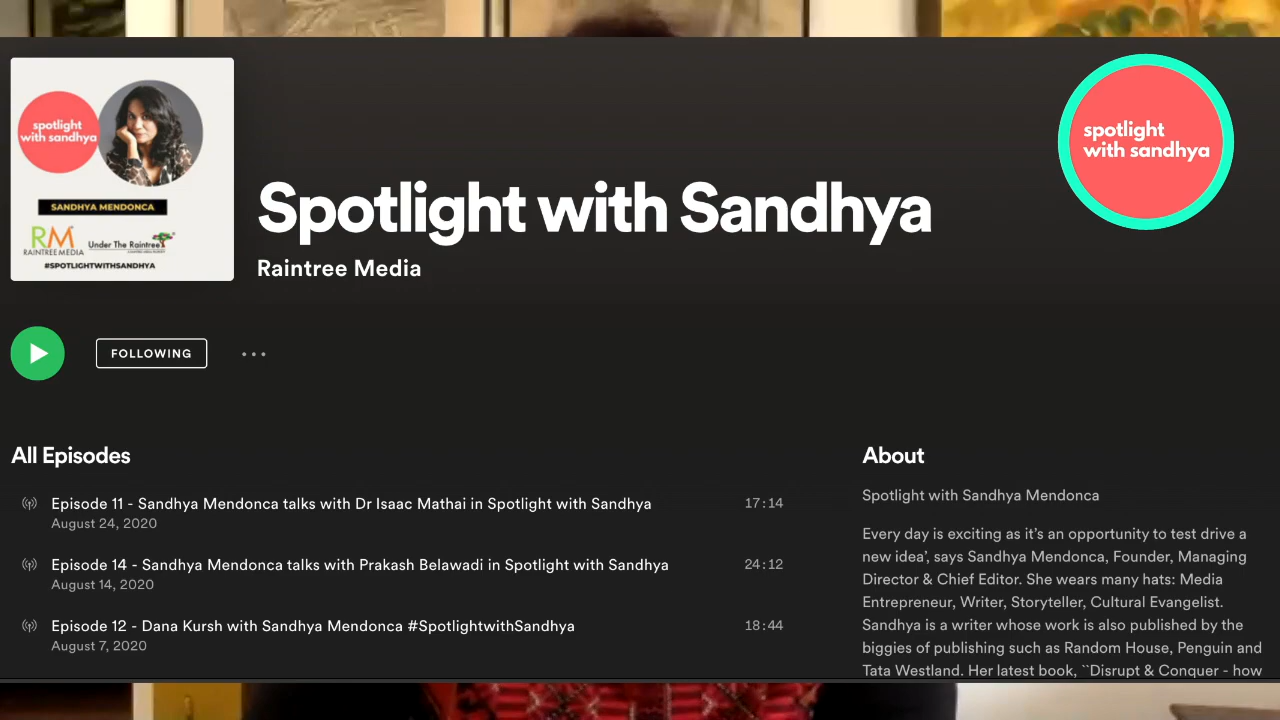 spotlight
with sandhya
SANDHYA MENDONCA
RM
RAINTREE MEDIA
Under The Raintree
#SPOTLIGHTWITHSANDHYA
Spotlight with Sandhya
Raintree Media
spotlight
with sandhya
FOLLOWING
All Episodes
Episode 11 - Sandhya Mendonca talks with Dr Isaac Mathai in Spotlight with Sandhya 17:14
August 24, 2020
Episode 14 - Sandhya Mendonca talks with Prakash Belawadi in Spotlight with Sandhya 24:12
August 14, 2020
Episode 12 - Dana Kursh with Sandhya Mendonca #SpotlightwithSandhya 18:44
August 7, 2020
About
Spotlight with Sandhya Mendonca
Every day is exciting as it’s an opportunity to test drive a
new idea’, says Sandhya Mendonca, Founder, Managing
Director & Chief Editor. She wears many hats: Media
Entrepreneur, Writer, Storyteller, Cultural Evangelist.
Sandhya is a writer whose work is also published by the
biggies of publishing such as Random House, Penguin and
Tata Westland. Her latest book, ``Disrupt & Conquer - how